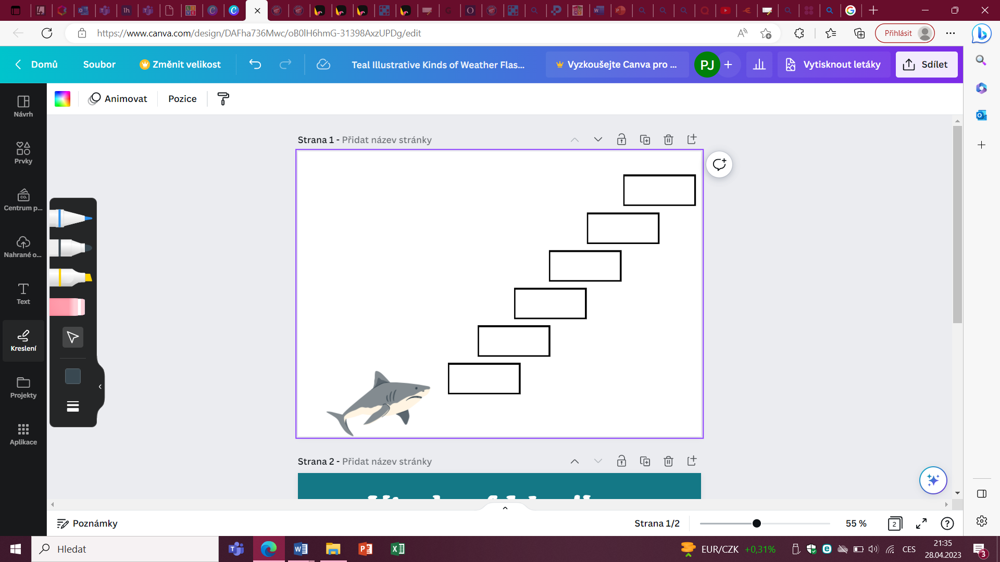 https://www.canva.com/design/DAFha736Mwc/oB0lH6hmG-31398AxzUPDg/edit
Přihlásit
Domů
Soubor
Změnit velikost
Teal Illustrative Kinds of Weather Flas...
Vyzkoušejte Canva pro ...
PJ
Vytisknout letáky
Sdílet
Animovat
Pozice
Návrh
Prvky
Centrum p...
Nahrané o...
Text
Kreslení
Projekty
Aplikace
Strana 1 - Přidat název stránky
Strana 2 - Přidat název stránky
Poznámky
Strana 1/2
55 %
2
Hledat
EUR/CZK +0,31%
CES
21:35
28.04.2023
3